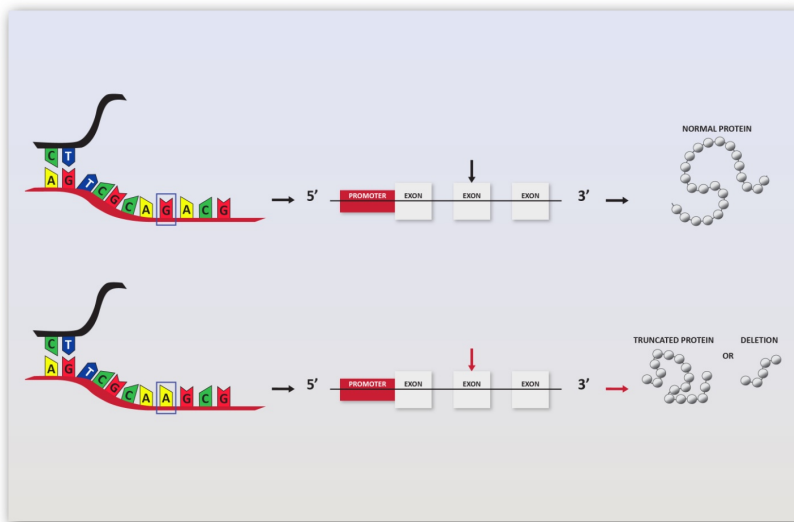 NORMAL PROTEIN
C T
A G T C G C A G A C G
5’ PROMOTER EXON EXON EXON 3’
TRUNCATED PROTEIN OR DELETION
C T
A G T C G C A A G C G
5’ PROMOTER EXON EXON EXON 3’